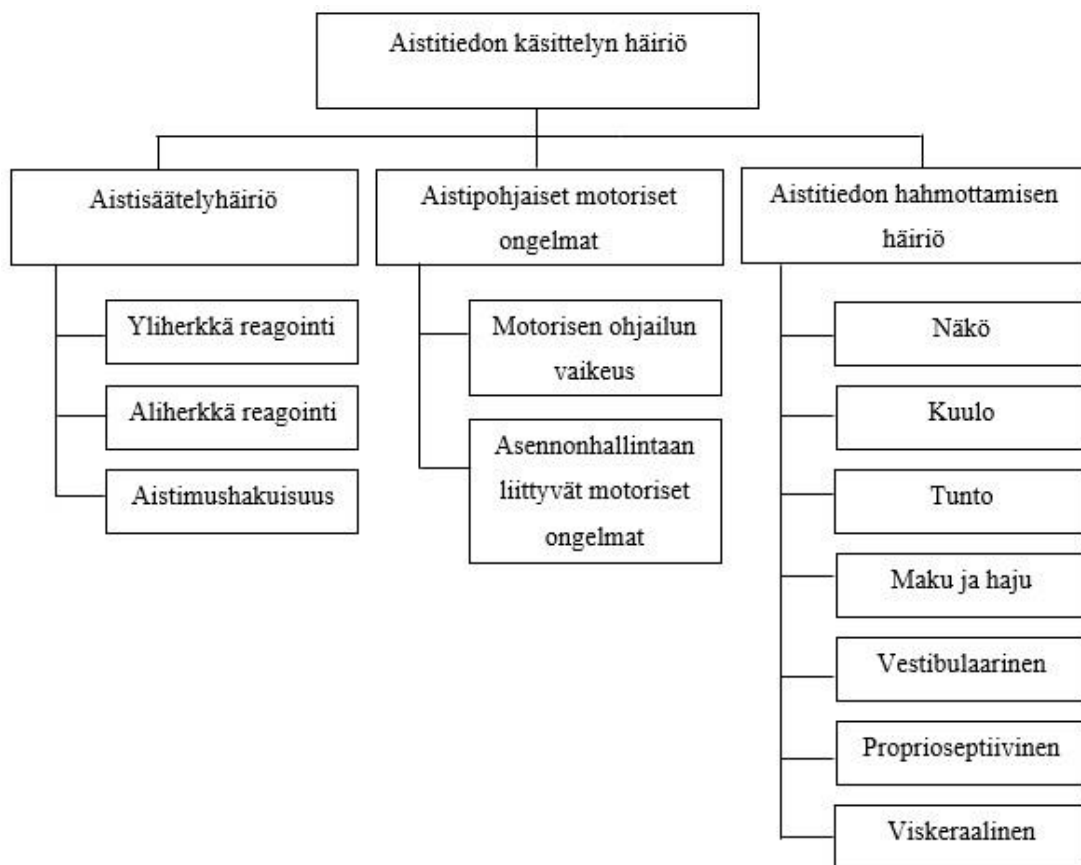 Aistitiedon käsittelyn häiriö
Aistisäätelyhäiriö
Yliherkkä reagointi
Aliherkkä reagointi
Aistimushakuisuus
Aistipohjaiset motoriset
ongelmat
Motorisen ohjailun
vaikeus
Asennonhallintaan
liittyvät motoriset
ongelmat
Aistitiedon hahmottamisen
häiriö
Näkö
Kuulo
Tunto
Maku ja haju
Vestibulaarinen
Proprioseptiivinen
Viskeraalinen